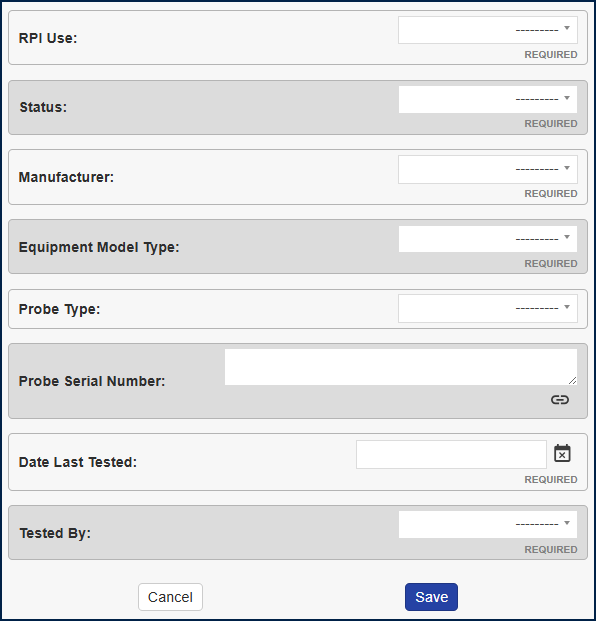 RPI Use: ---------
REQUIRED
Status: ---------
REQUIRED
Manufacturer: ---------
REQUIRED
Equipment Model Type: ---------
REQUIRED
Probe Type: ---------
Probe Serial Number:
Date Last Tested:
REQUIRED
Tested By: ---------
REQUIRED
Cancel Save